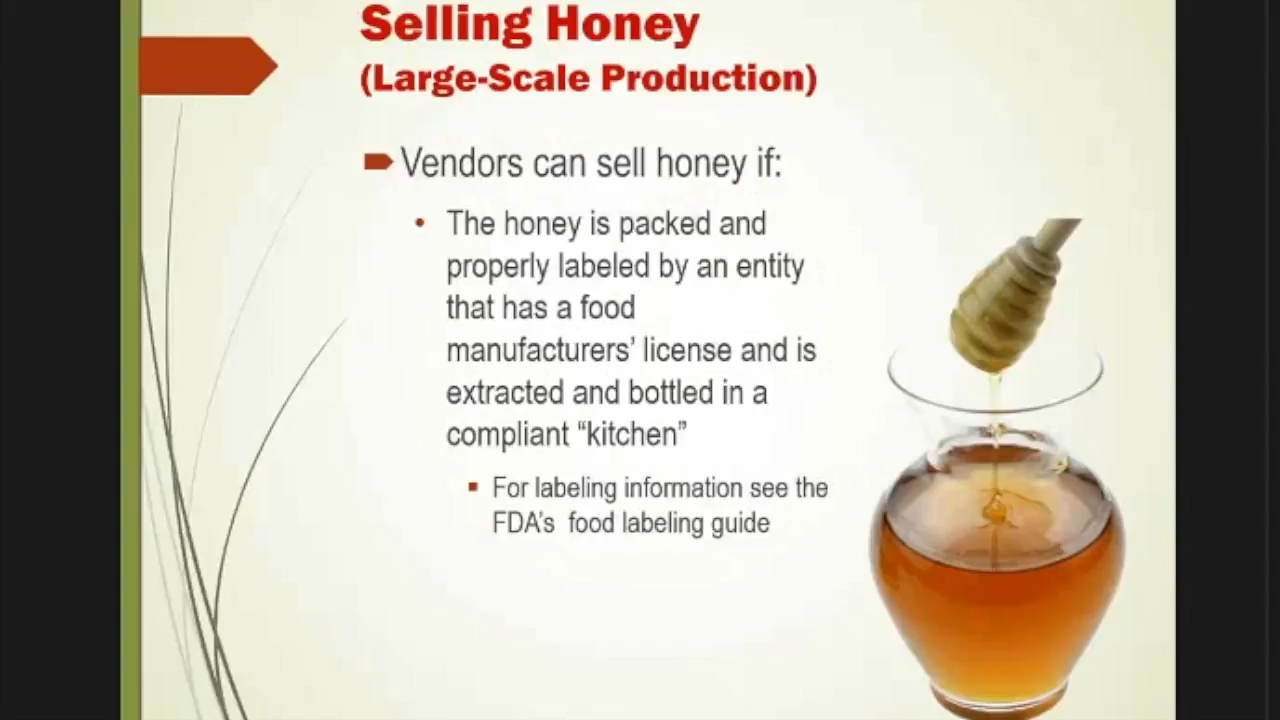 Selling Honey
(Large-Scale Production)
Vendors can sell honey if:
The honey is packed and
properly labeled by an entity
that has a food
manufacturers’ license and is
extracted and bottled in a
compliant “kitchen”
For labeling information see the
FDA’s food labeling guide